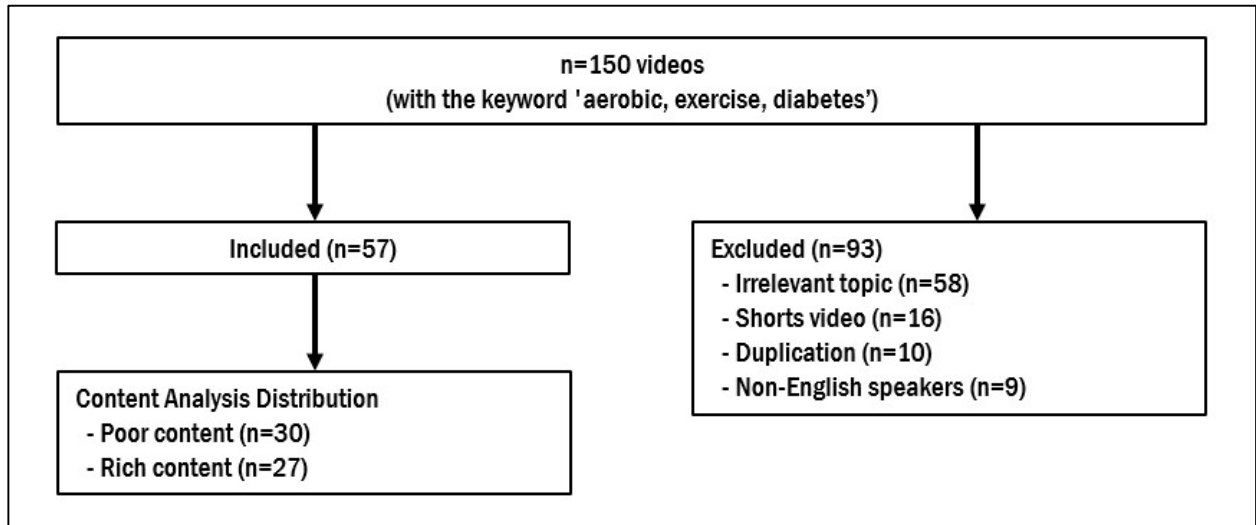 n=150 videos
(with the keyword 'aerobic, exercise, diabetes’)
Included (n=57)
Excluded (n=93)
- Irrelevant topic (n=58)
- Shorts video (n=16)
- Duplication (n=10)
- Non-English speakers (n=9)
Content Analysis Distribution
- Poor content (n=30)
- Rich content (n=27)